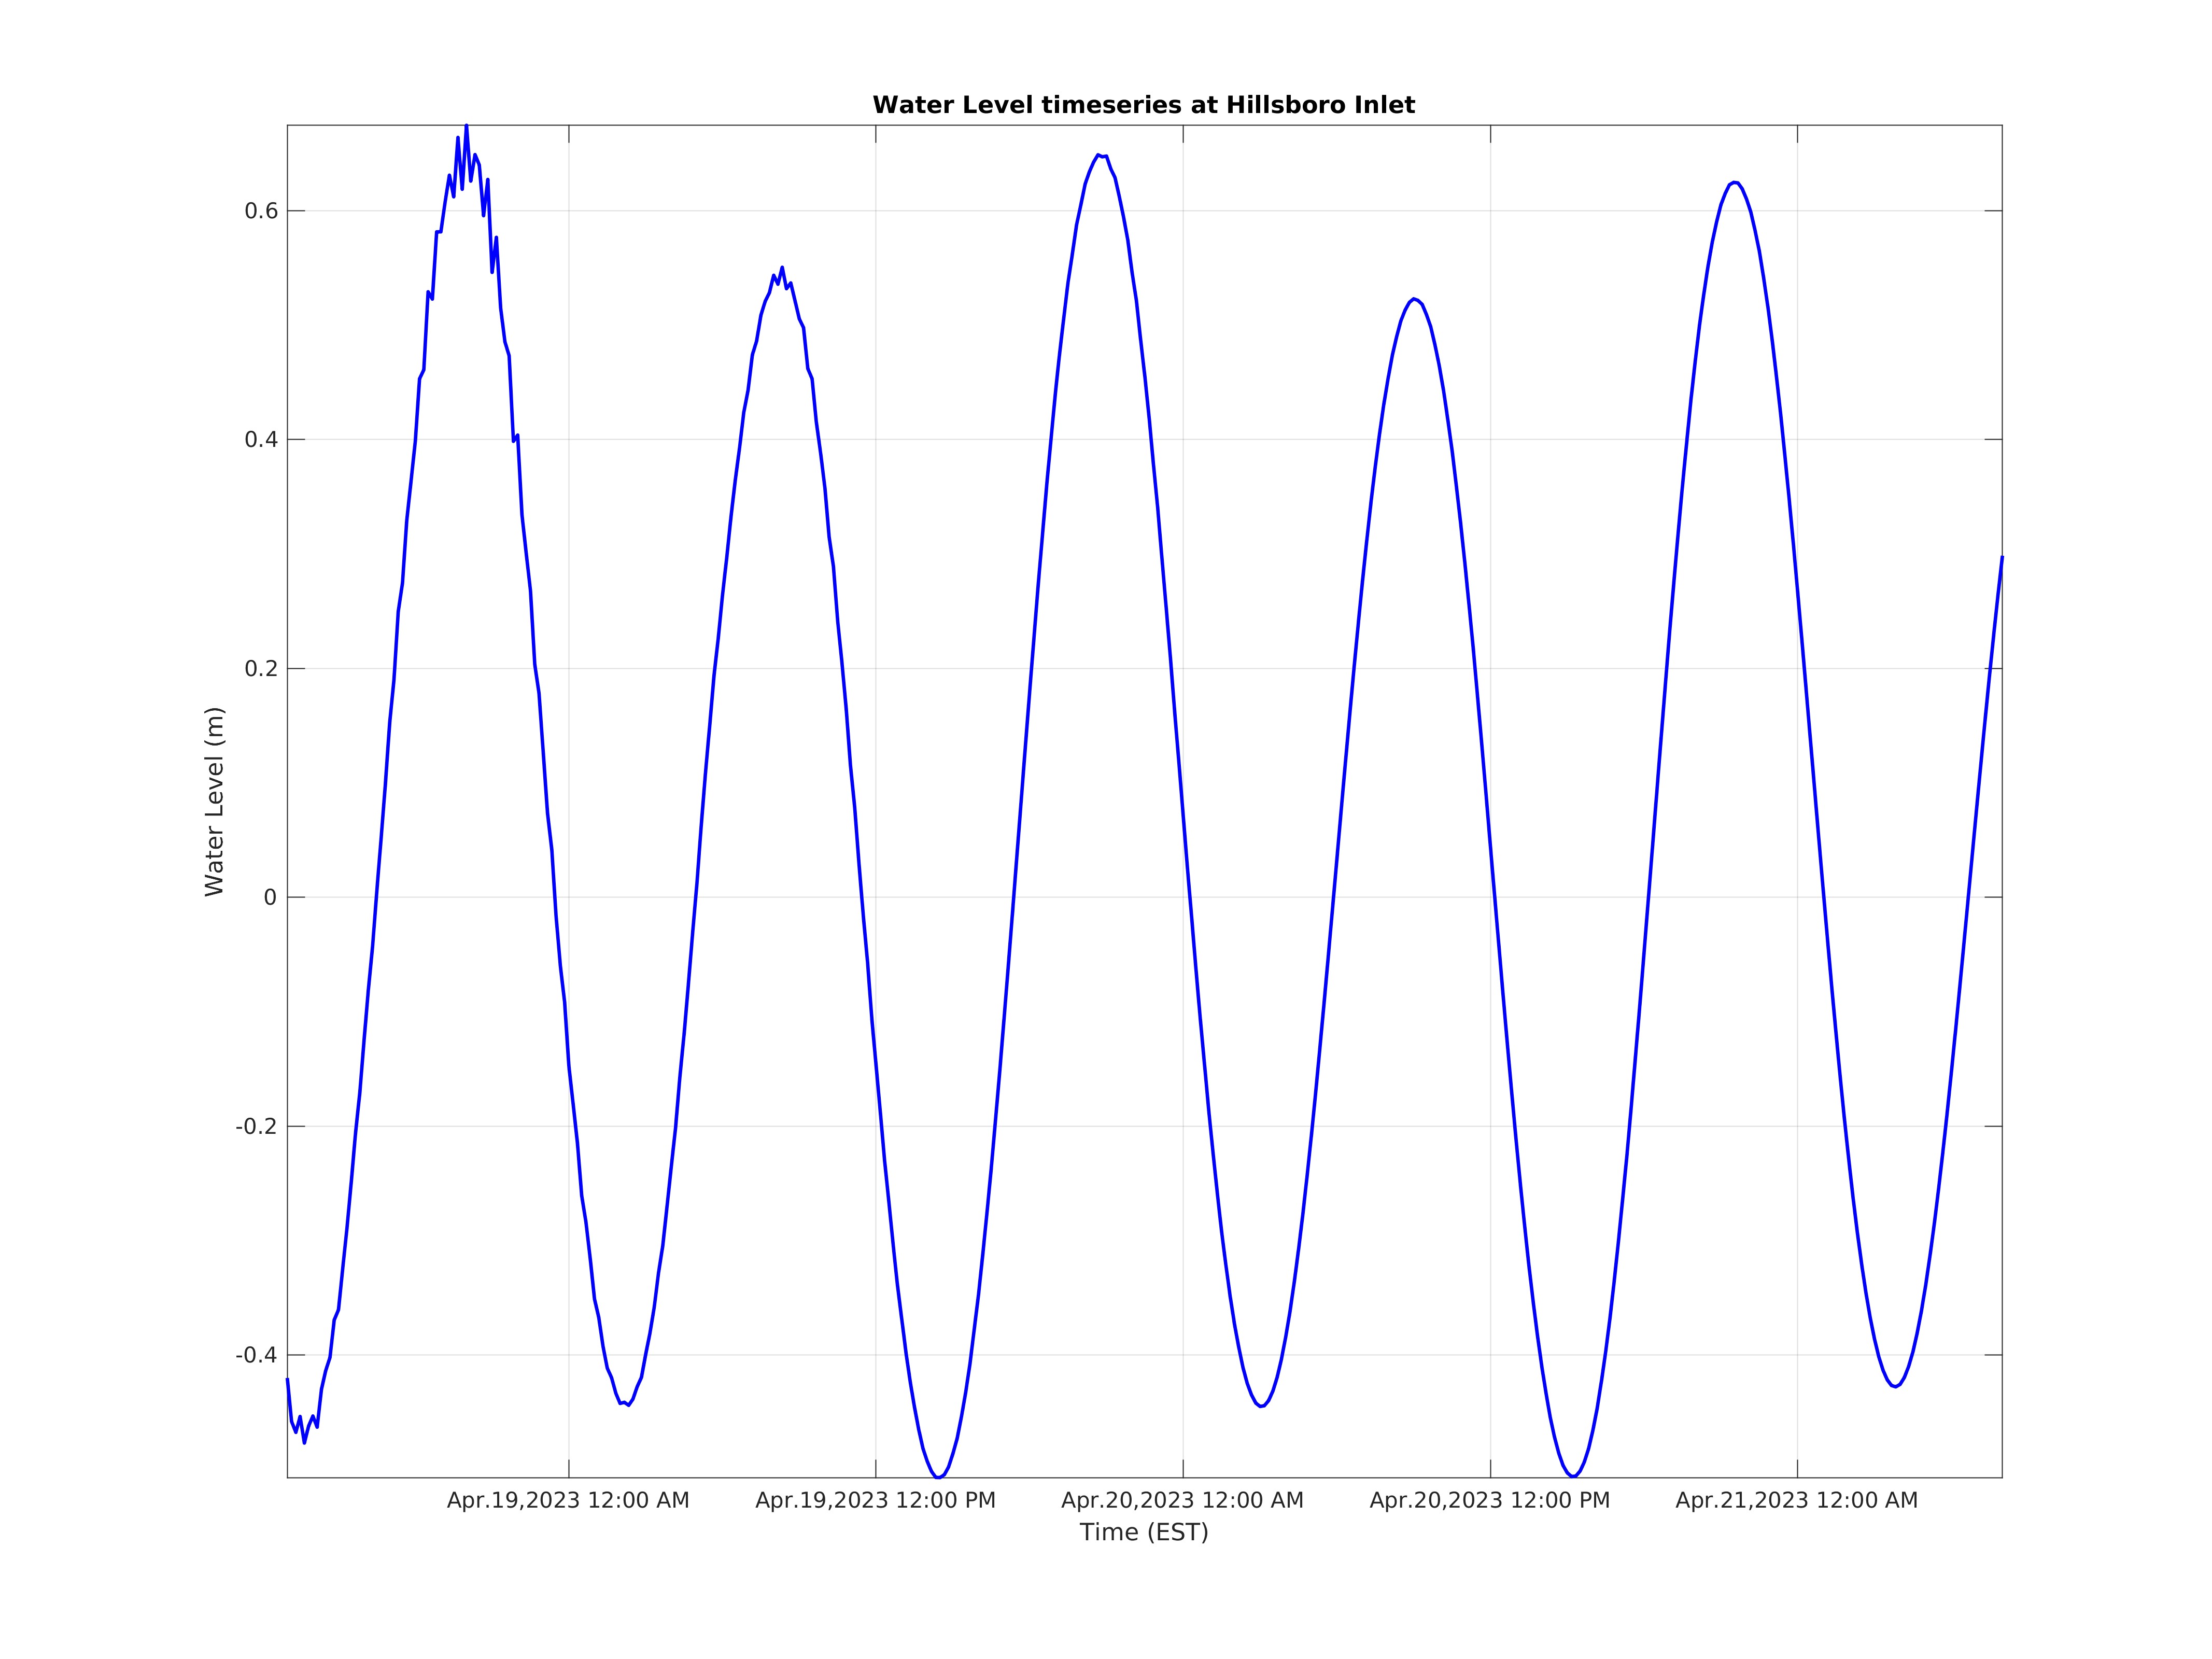 Water Level timeseries at Hillsboro Inlet
0.6
0.4
0.2
0
-0.2
-0.4
Water Level (m)
Apr.19,2023 12:00 AM
Apr.19,2023 12:00 PM
Apr.20,2023 12:00 AM
Apr.20,2023 12:00 PM
Apr.21,2023 12:00 AM
Time (EST)